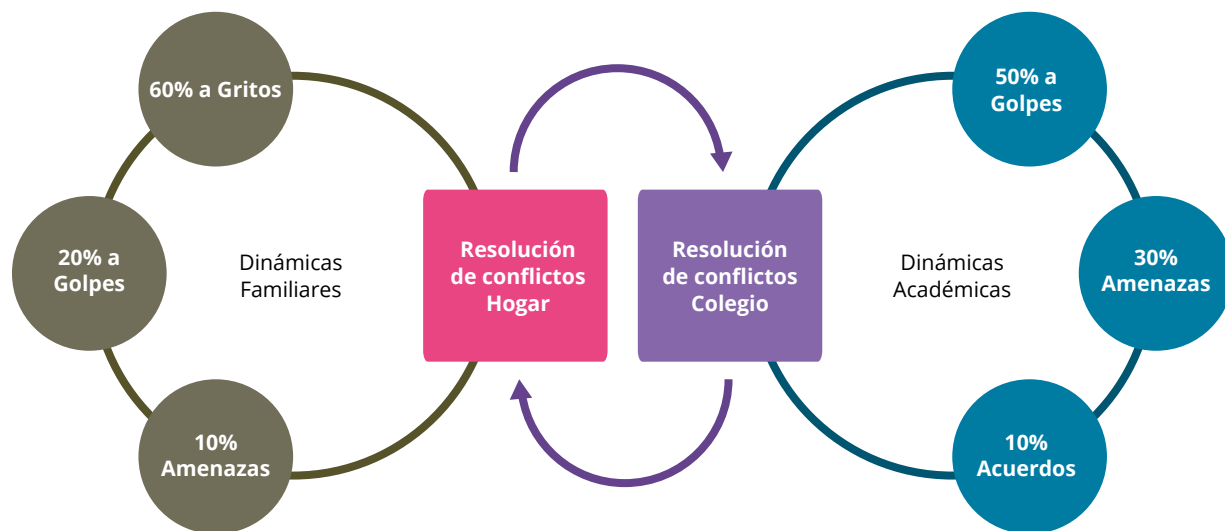 60% a Gritos
20% a
Golpes
10%
Amenazas
Dinámicas
Familiares
Resolución
de conflictos
Hogar
Resolución
de conflictos
Colegio
Dinámicas
Académicas
50% a
Golpes
30%
Amenazas
10%
Acuerdos